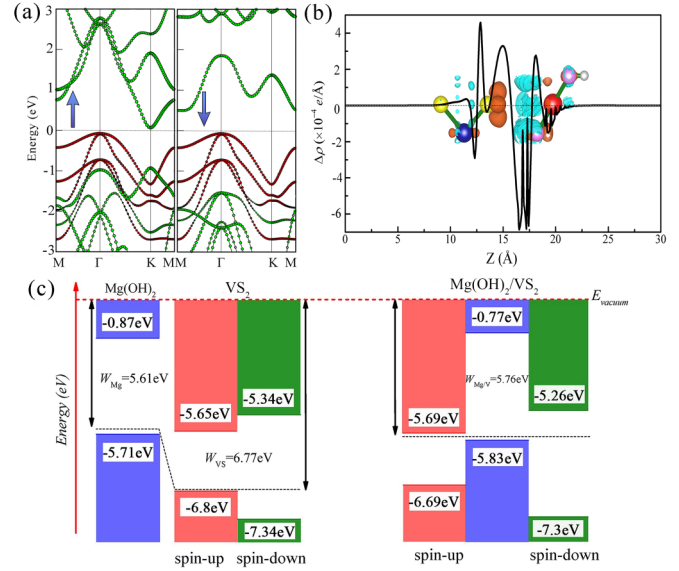 (a)
3
2
1
0
-1
-2
-3
Energy (eV)
M
Γ
K
M
M
Γ
K
M
(b)
4
2
0
-2
-4
-6
Δρ (×10⁻⁴ e/Å)
0
5
10
15
20
25
30
Z (Å)
(c)
Energy (eV)
Mg(OH)₂
VS₂
Mg(OH)₂/VS₂
E_vacuum
-0.87eV
W_Mg=5.61eV
-5.71eV
-5.65eV
-5.34eV
W_VS=6.77eV
-6.8eV
-7.34eV
spin-up
spin-down
-0.77eV
W_Mg/V=5.76eV
-5.69eV
-5.26eV
-5.83eV
-6.69eV
-7.3eV
spin-up
spin-down